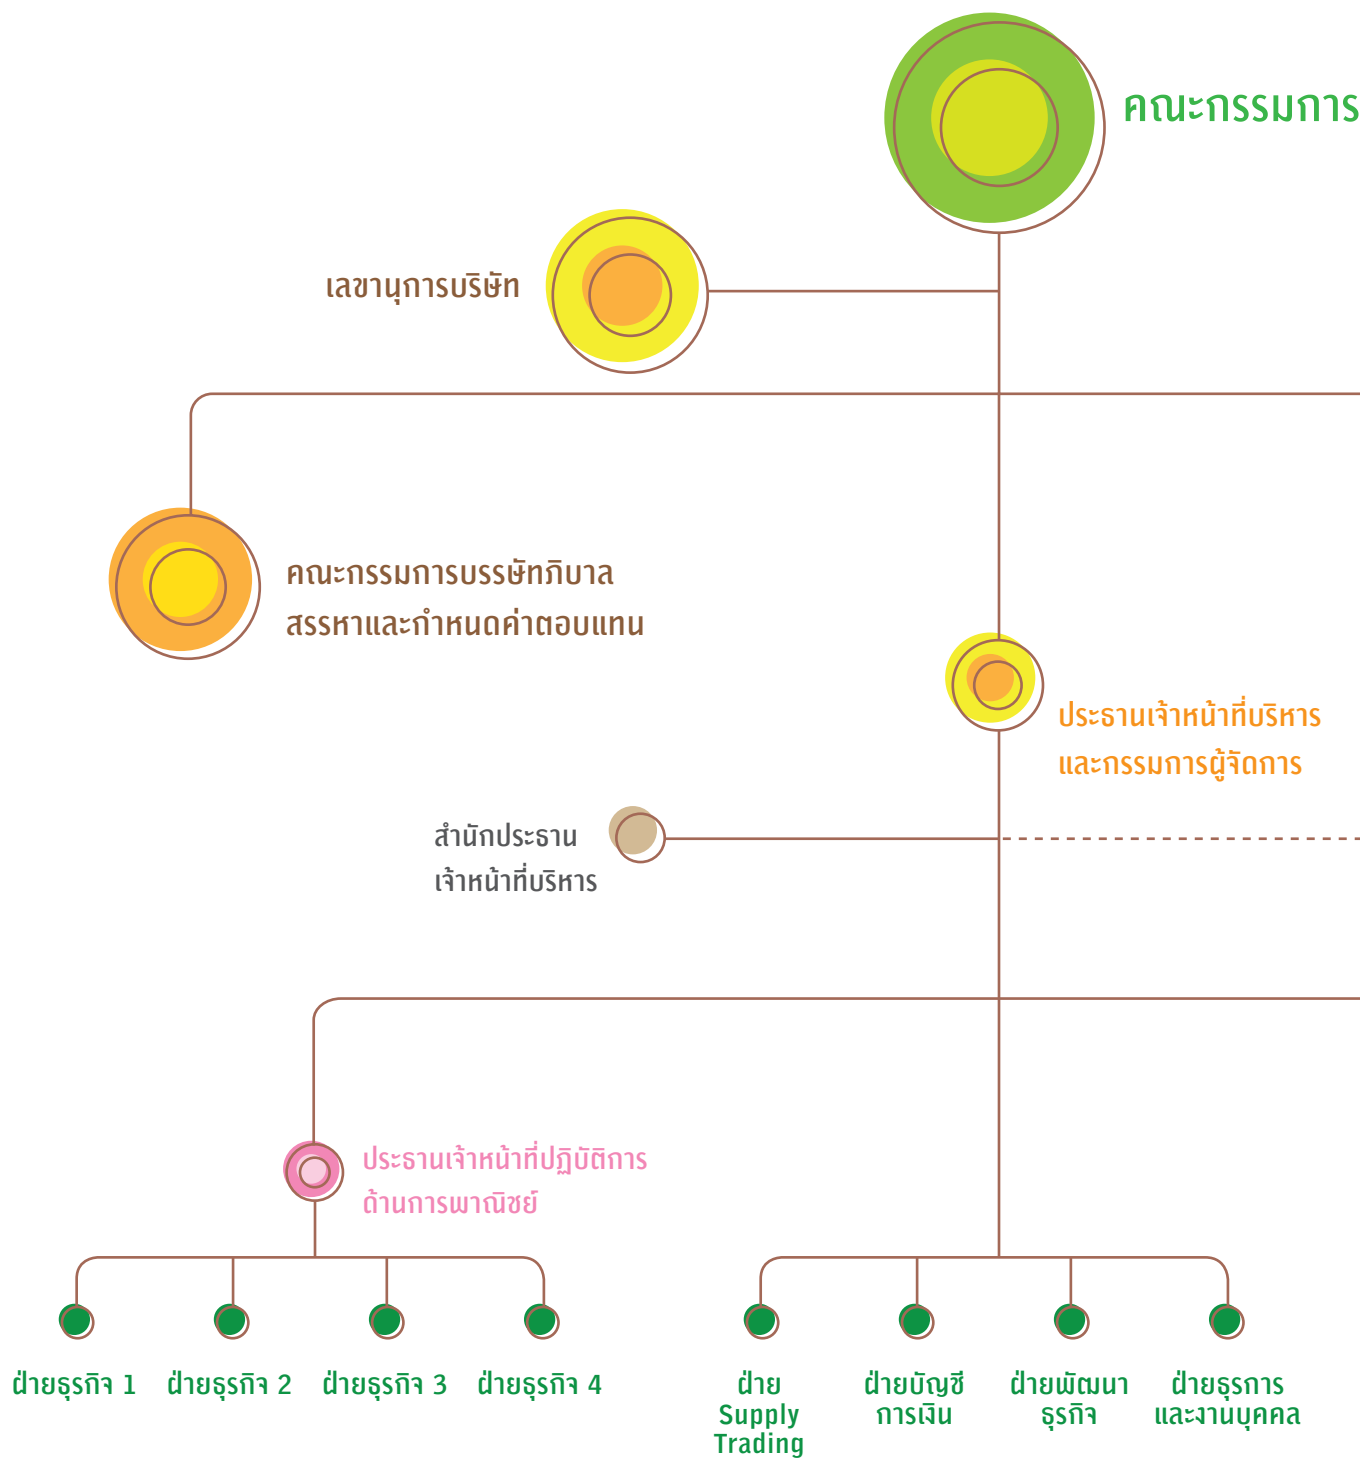 คณะกรรมการ
เลขานุการบริษัท
คณะกรรมการบรรษัทภิบาล
สรรหาและกำหนดค่าตอบแทน
ประธานเจ้าหน้าที่บริหาร
และกรรมการผู้จัดการ
สำนักประธาน
เจ้าหน้าที่บริหาร
ประธานเจ้าหน้าที่ปฏิบัติการ
ด้านการพาณิชย์
ฝ่ายธุรกิจ 1
ฝ่ายธุรกิจ 2
ฝ่ายธุรกิจ 3
ฝ่ายธุรกิจ 4
ฝ่าย
Supply
Trading
ฝ่ายบัญชี
การเงิน
ฝ่ายพัฒนา
ธุรกิจ
ฝ่ายธุรการ
และงานบุคคล